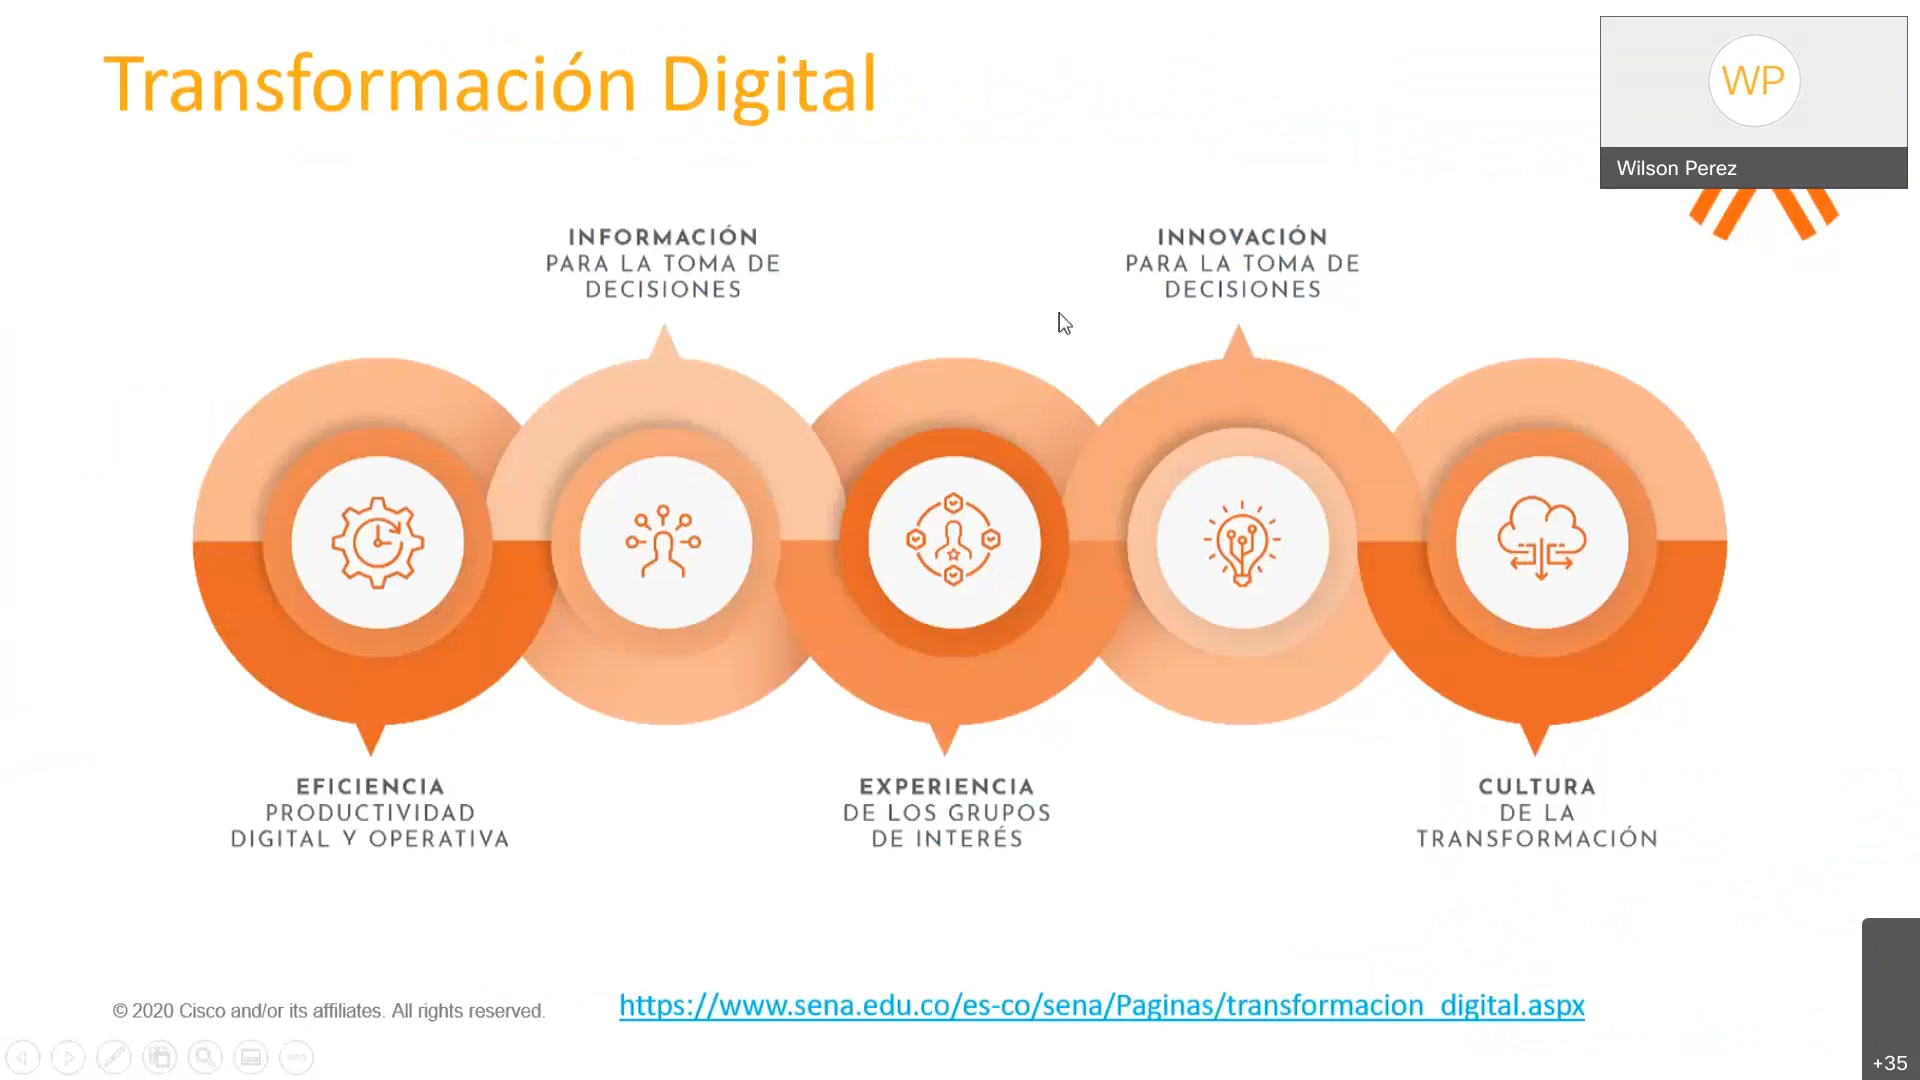 Transformación Digital
WP
Wilson Perez
INFORMACIÓN
PARA LA TOMA DE
DECISIONES
INNOVACIÓN
PARA LA TOMA DE
DECISIONES
EFICIENCIA
PRODUCTIVIDAD
DIGITAL Y OPERATIVA
EXPERIENCIA
DE LOS GRUPOS
DE INTERÉS
CULTURA
DE LA
TRANSFORMACIÓN
© 2020 Cisco and/or its affiliates. All rights reserved.
https://www.sena.edu.co/es-co/sena/Paginas/transformacion_digital.aspx
+35